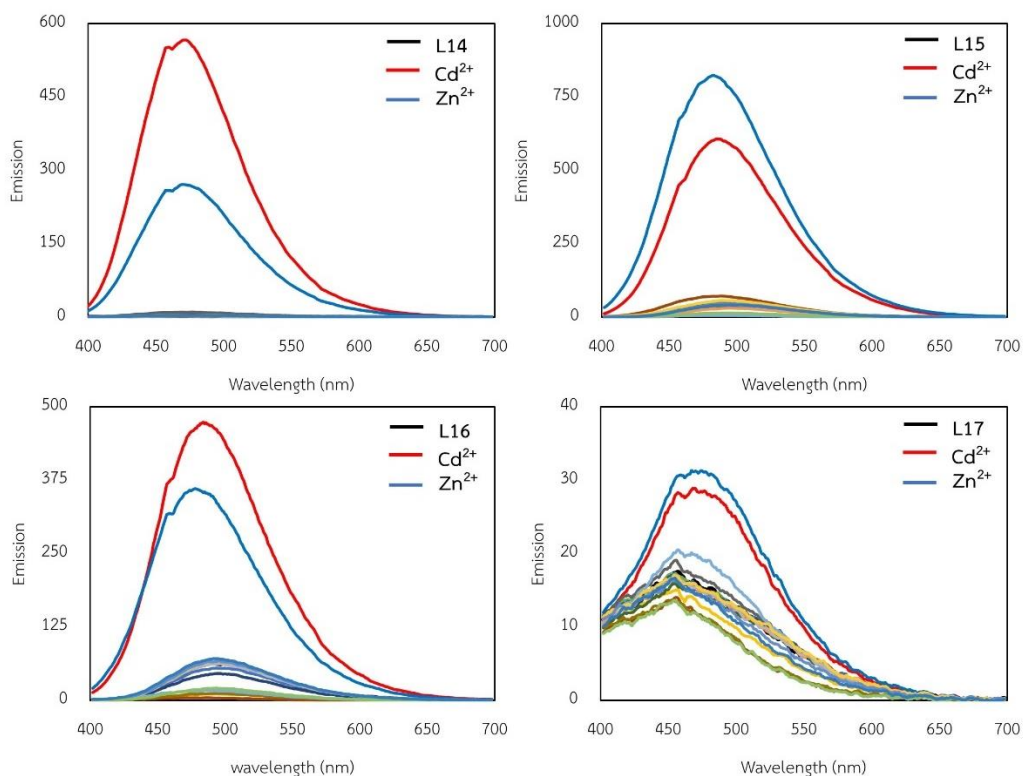 600
450
300
150
0
Emission
400 450 500 550 600 650 700
Wavelength (nm)
L14
Cd²⁺
Zn²⁺
1000
750
500
250
0
Emission
400 450 500 550 600 650 700
Wavelength (nm)
L15
Cd²⁺
Zn²⁺
500
375
250
125
0
Emission
400 450 500 550 600 650 700
wavelength (nm)
L16
Cd²⁺
Zn²⁺
40
30
20
10
0
Emission
400 450 500 550 600 650 700
Wavelength (nm)
L17
Cd²⁺
Zn²⁺